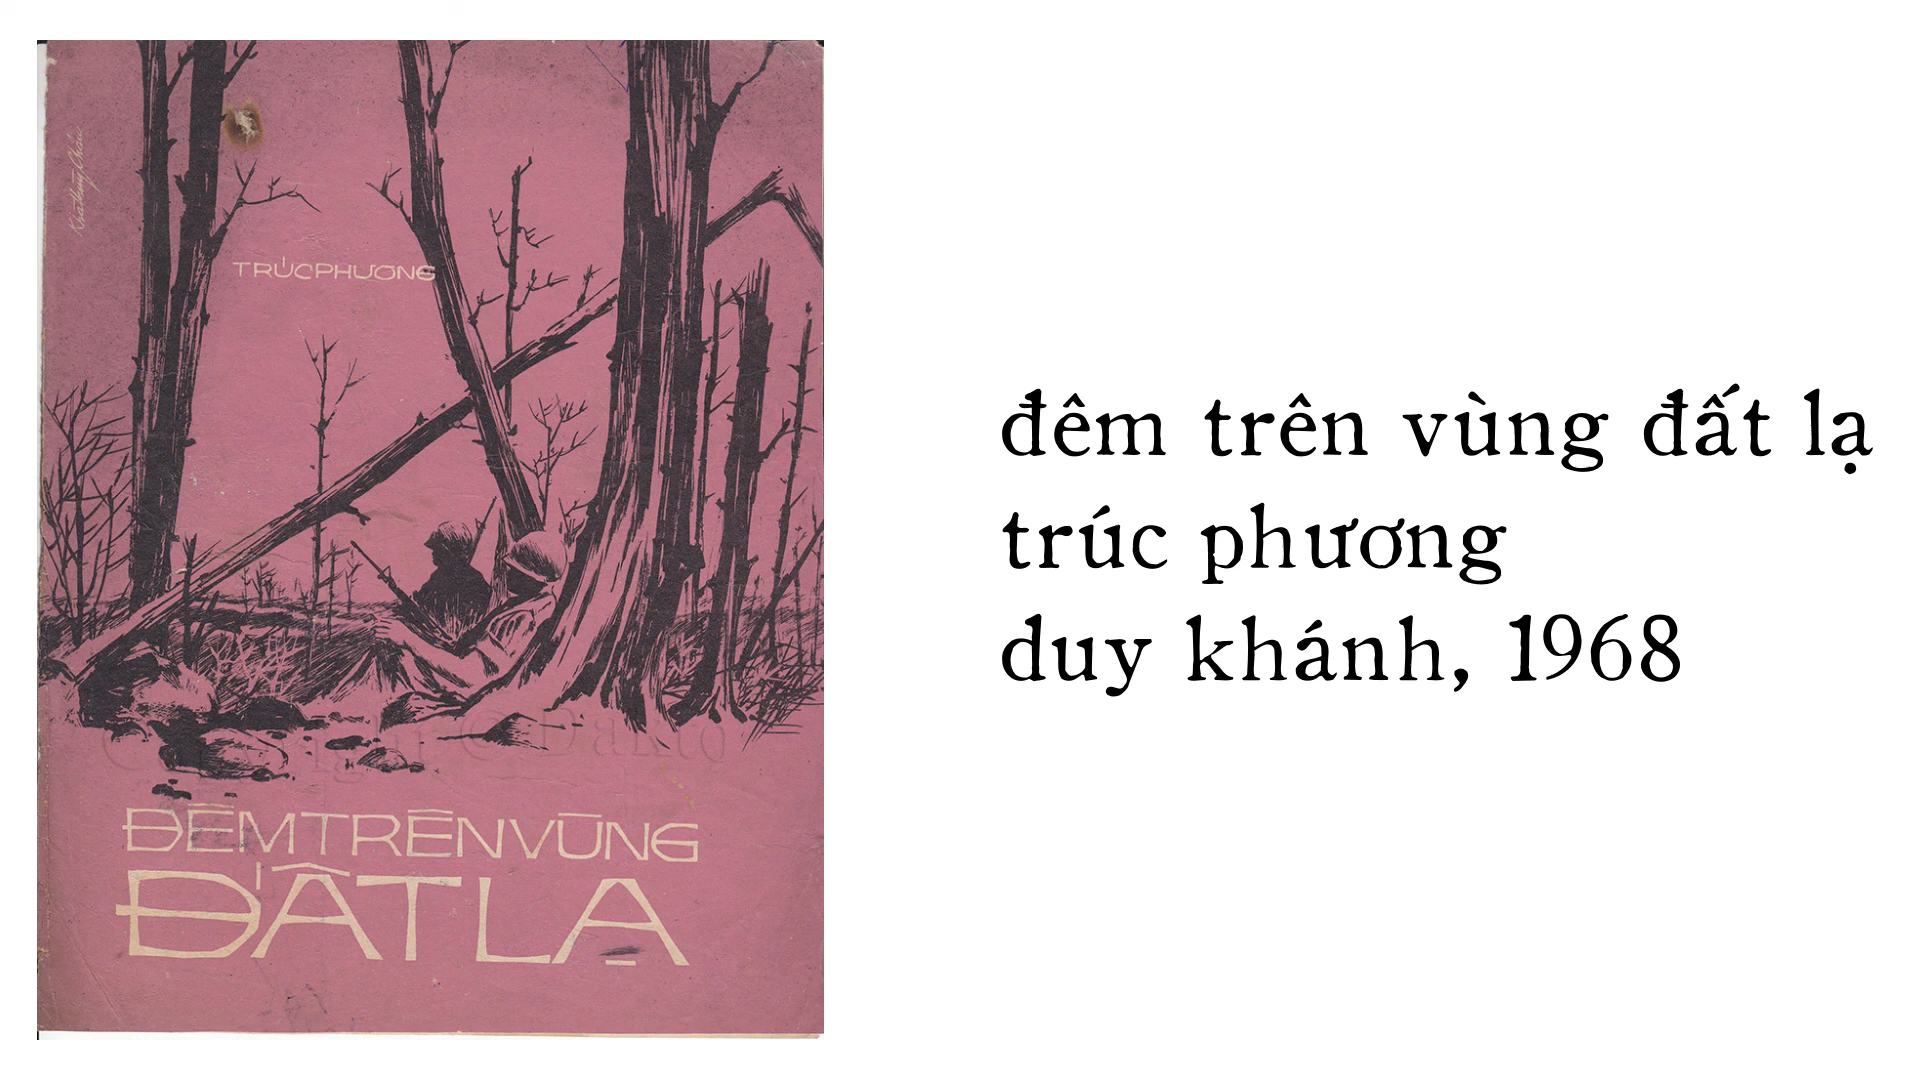 TRÚC PHƯƠNG
ĐÊM TRÊN VÙNG
ĐẤT LẠ
đêm trên vùng đất lạ
trúc phương
duy khánh, 1968